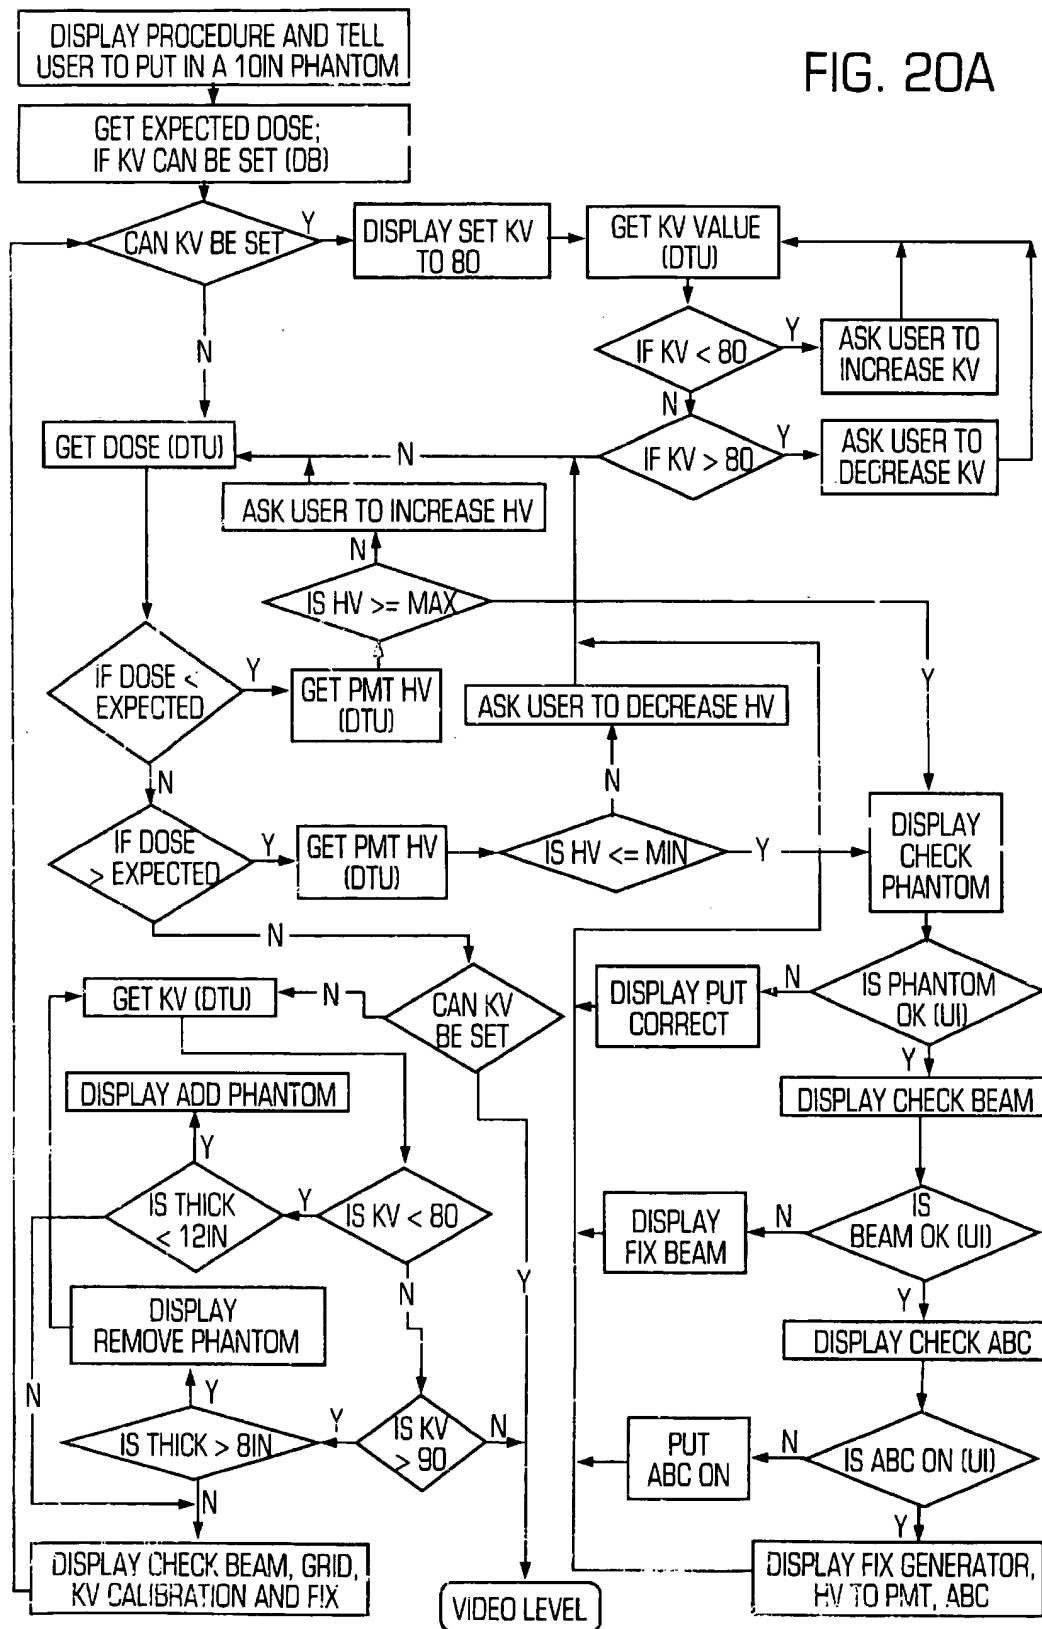 DISPLAY PROCEDURE AND TELL
USER TO PUT IN A 10IN PHANTOM
FIG. 20A
GET EXPECTED DOSE;
IF KV CAN BE SET (DB)
CAN KV BE SET
Y
DISPLAY SET KV
TO 80
GET KV VALUE
(DTU)
N
IF KV < 80
Y
ASK USER TO
INCREASE KV
N
IF KV > 80
Y
ASK USER TO
DECREASE KV
N
GET DOSE (DTU)
ASK USER TO INCREASE HV
N
IS HV >= MAX
Y
IF DOSE <
EXPECTED
Y
GET PMT HV
(DTU)
ASK USER TO DECREASE HV
N
N
IF DOSE
> EXPECTED
Y
GET PMT HV
(DTU)
IS HV <= MIN
Y
DISPLAY
CHECK
PHANTOM
N
GET KV (DTU)
N
CAN KV
BE SET
DISPLAY PUT
CORRECT
N
IS PHANTOM
OK (UI)
Y
DISPLAY ADD PHANTOM
Y
DISPLAY CHECK BEAM
IS THICK
< 12IN
Y
IS KV < 80
N
Y
DISPLAY
FIX BEAM
N
IS
BEAM OK (UI)
Y
DISPLAY
REMOVE PHANTOM
DISPLAY CHECK ABC
N
Y
IS THICK > 8IN
Y
IS KV
> 90
N
PUT
ABC ON
N
IS ABC ON (UI)
N
Y
DISPLAY CHECK BEAM, GRID,
KV CALIBRATION AND FIX
VIDEO LEVEL
DISPLAY FIX GENERATOR,
HV TO PMT, ABC